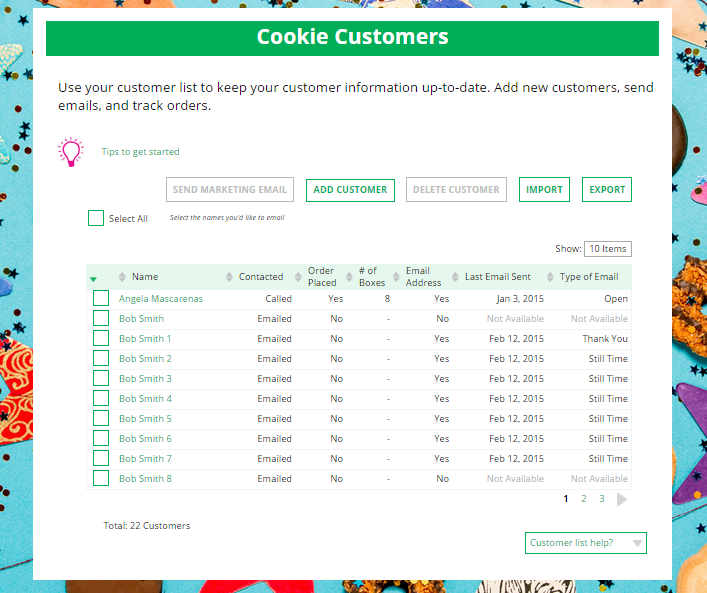 Cookie Customers
Use your customer list to keep your customer information up-to-date. Add new customers, send
emails, and track orders.
Tips to get started
SEND MARKETING EMAIL ADD CUSTOMER DELETE CUSTOMER IMPORT EXPORT
Select All Select the names you'd like to email
Show: 10 Items
Name Contacted Order Placed # of Boxes Email Address Last Email Sent Type of Email
Angela Mascarenas Called Yes 8 Yes Jan 3, 2015 Open
Bob Smith Emailed No - No Not Available Not Available
Bob Smith 1 Emailed No - Yes Feb 12, 2015 Thank You
Bob Smith 2 Emailed No - Yes Feb 12, 2015 Still Time
Bob Smith 3 Emailed No - Yes Feb 12, 2015 Still Time
Bob Smith 4 Emailed No - Yes Feb 12, 2015 Still Time
Bob Smith 5 Emailed No - Yes Feb 12, 2015 Still Time
Bob Smith 6 Emailed No - Yes Feb 12, 2015 Still Time
Bob Smith 7 Emailed No - Yes Feb 12, 2015 Still Time
Bob Smith 8 Emailed No - No Not Available Not Available
1 2 3
Total: 22 Customers
Customer list help?